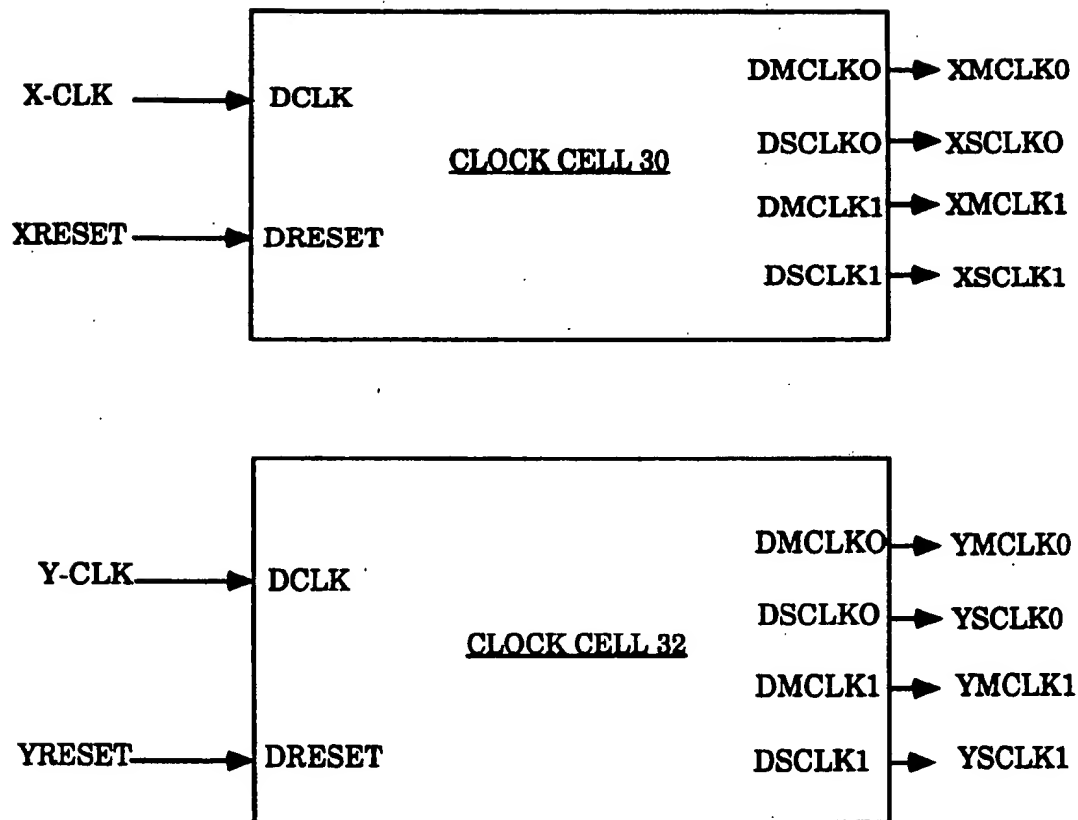 DMCLKO XMCLK0
X-CLK DCLK
DSCLKO XSCLKO
CLOCK CELL 30
DMCLK1 XMCLK1
XRESET DRESET
DSCLK1 XSCLK1
DMCLKO YMCLK0
Y-CLK DCLK
DSCLKO YSCLK0
CLOCK CELL 32
DMCLK1 YMCLK1
YRESET DRESET
DSCLK1 YSCLK1